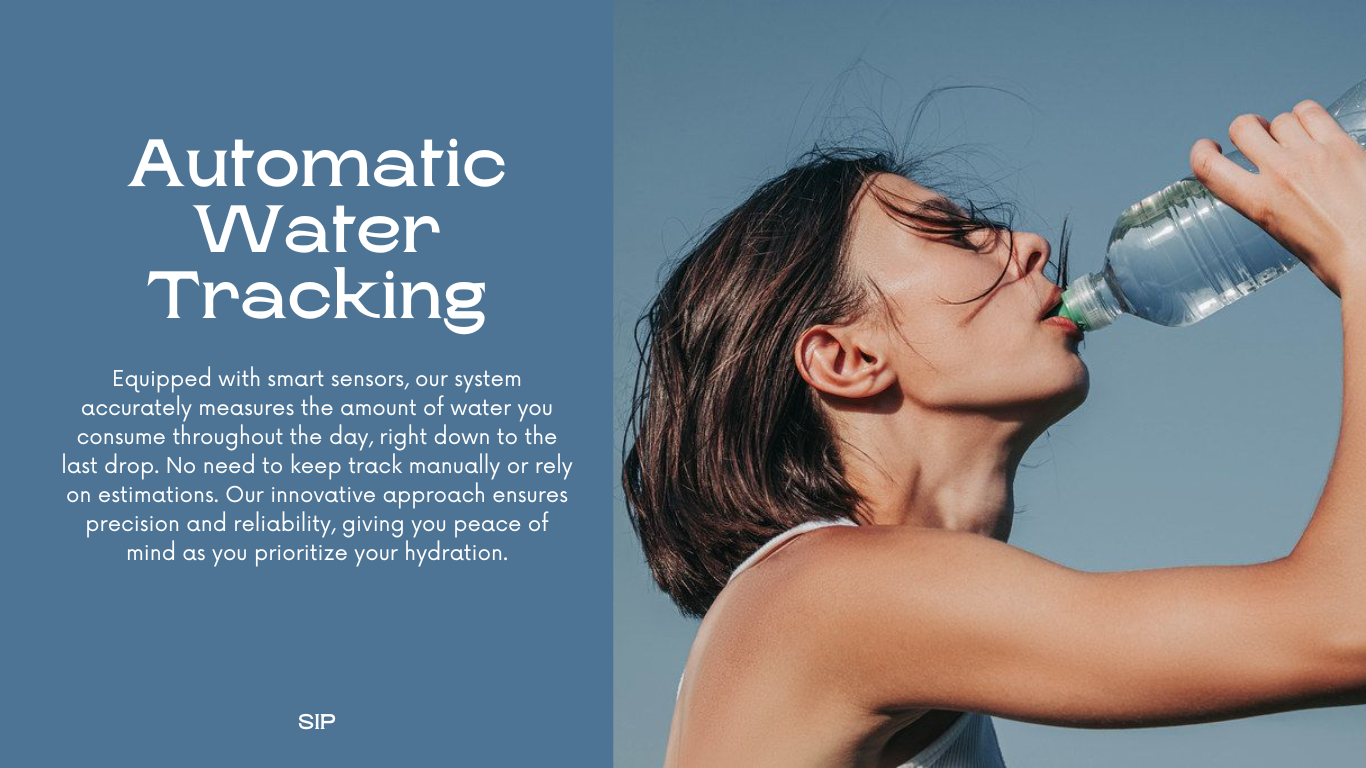 Automatic
Water
Tracking
Equipped with smart sensors, our system
accurately measures the amount of water you
consume throughout the day, right down to the
last drop. No need to keep track manually or rely
on estimations. Our innovative approach ensures
precision and reliability, giving you peace of
mind as you prioritize your hydration.
SIP